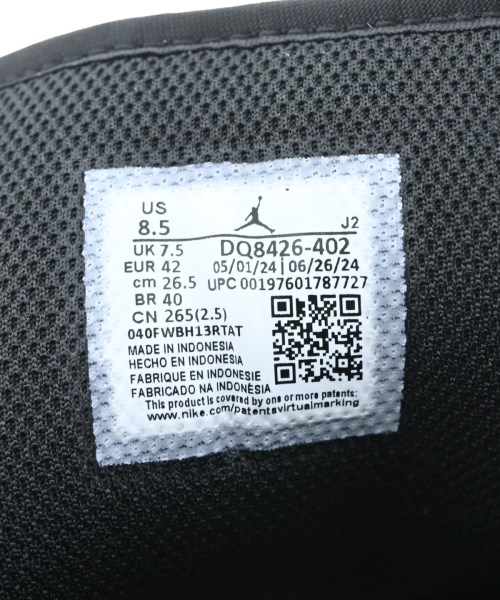 US
8.5
J2
UK 7.5
DQ8426-402
EUR 42
05/01/24 | 06/26/24
cm 26.5
UPC 00197601787727
BR 40
CN 265(2.5)
040FWBH13RTAT
MADE IN INDONESIA
HECHO EN INDONESIA
FABRIQUE EN INDONESIE
FABRICADO NA INDONÈSIA
This product is covered by one or more patents:
www.nike.com/patentsvirtualmarking